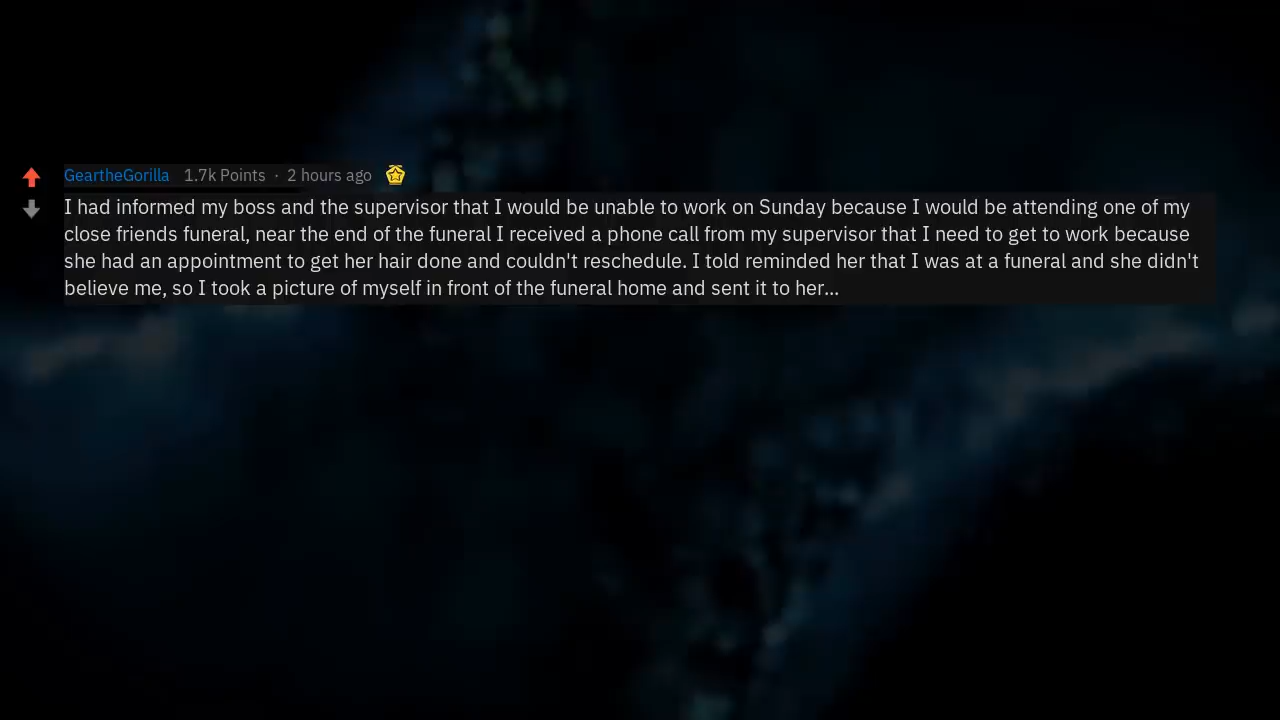 GeartheGorilla 1.7k Points · 2 hours ago
I had informed my boss and the supervisor that I would be unable to work on Sunday because I would be attending one of my
close friends funeral, near the end of the funeral I received a phone call from my supervisor that I need to get to work because
she had an appointment to get her hair done and couldn't reschedule. I told reminded her that I was at a funeral and she didn't
believe me, so I took a picture of myself in front of the funeral home and sent it to her...